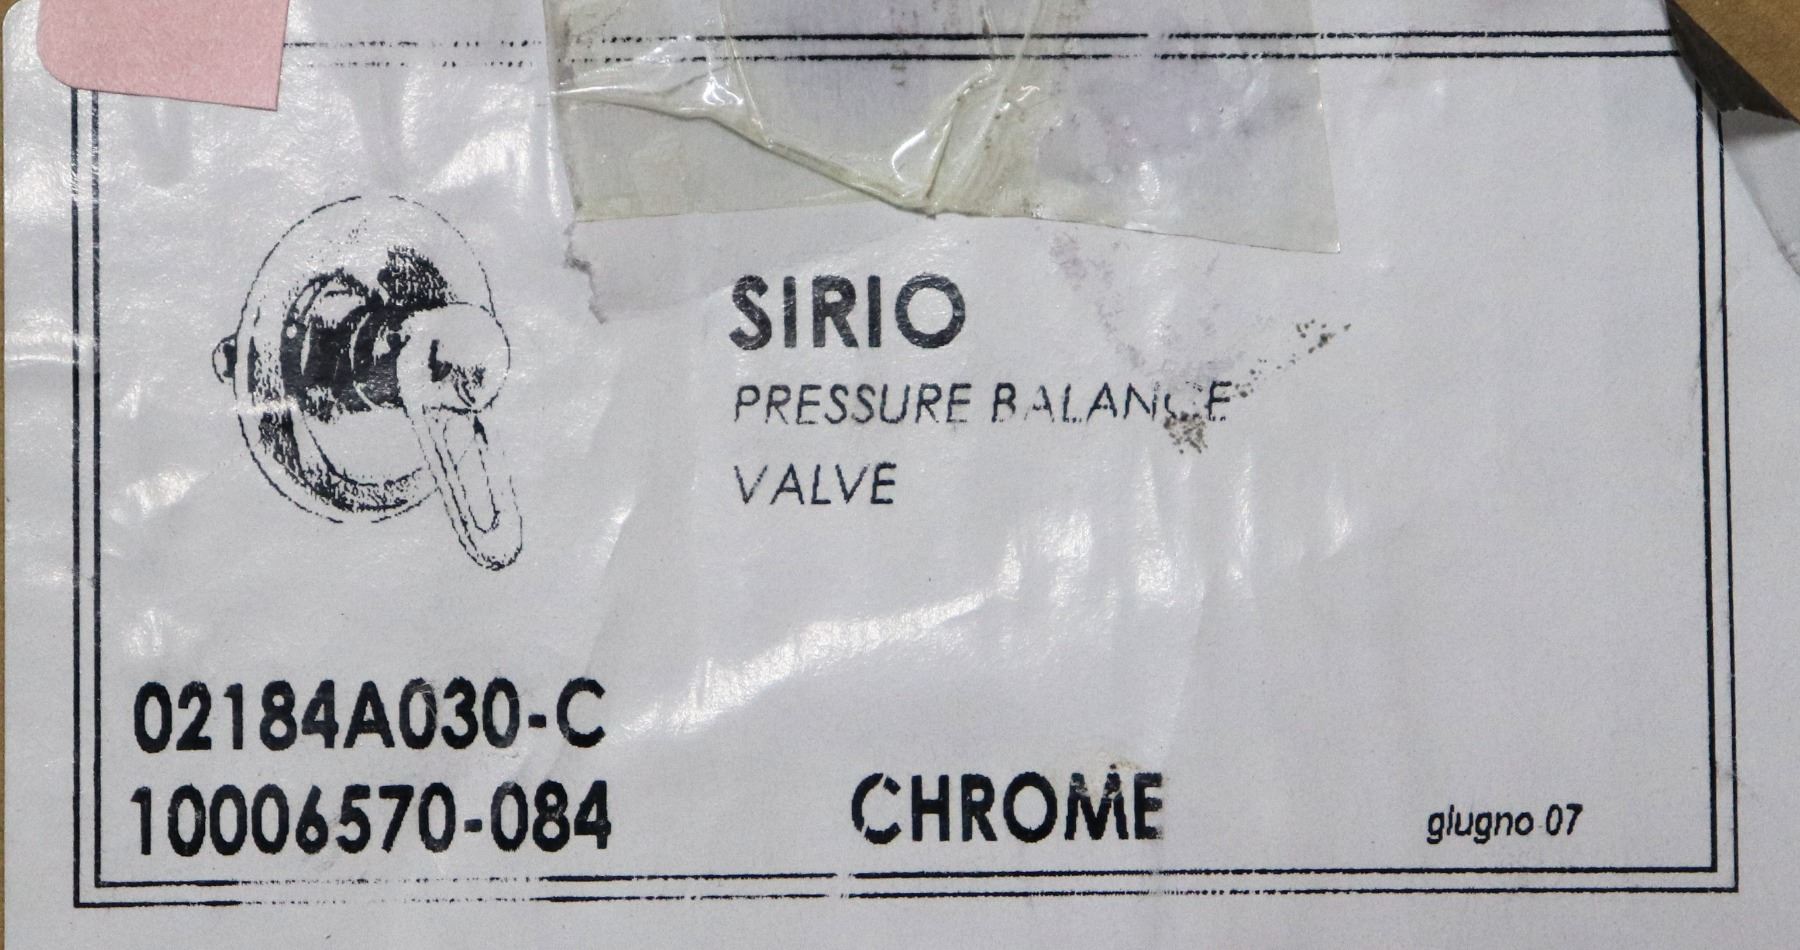 SIRIO
PRESSURE BALANCE
VALVE
02184A030-C
10006570-084
CHROME
giugno 07